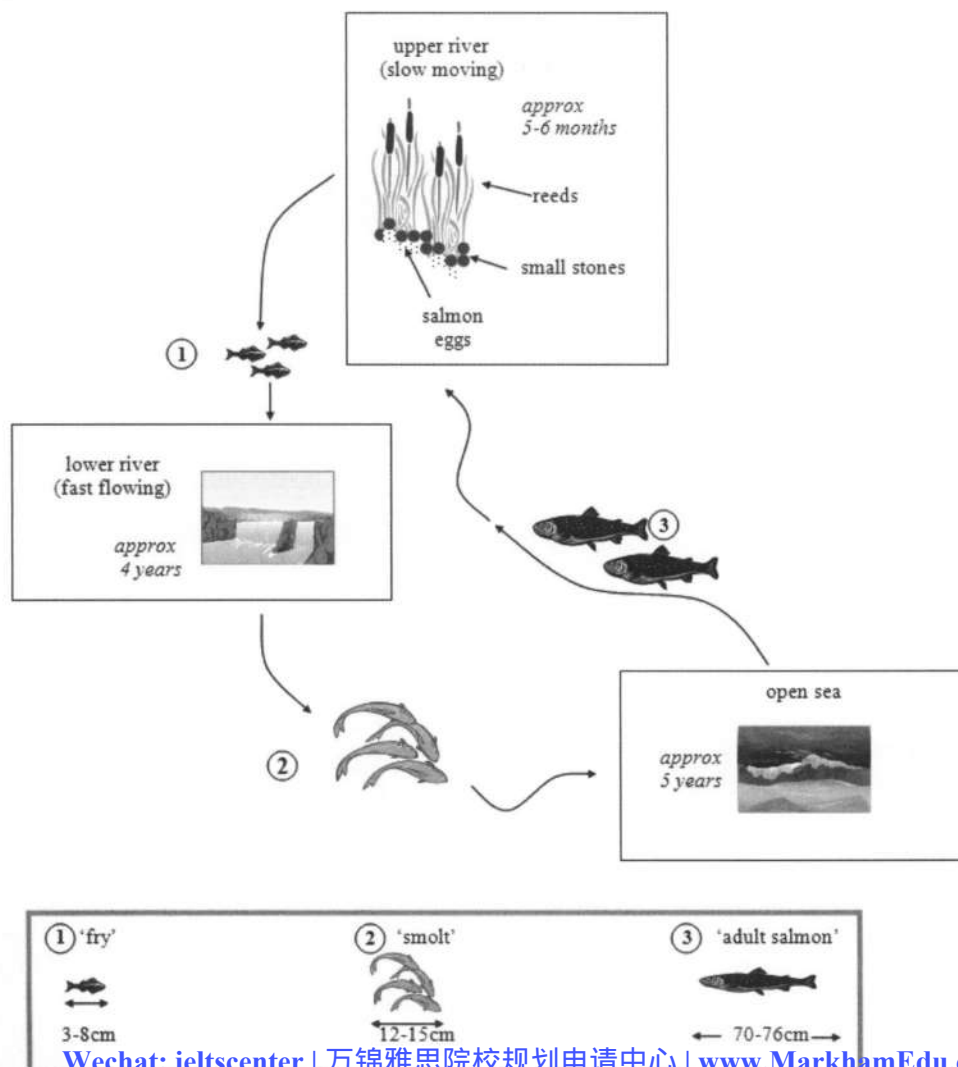 upper river
(slow moving)
approx
5-6 months
reeds
small stones
salmon
eggs
1
lower river
(fast flowing)
approx
4 years
3
open sea
approx
5 years
2
1 'fry'
2 'smolt'
3 'adult salmon'
3-8cm
12-15cm
70-76cm
Wechat: ieltscenter | 万锦雅思院校规划申请中心 | www.MarkhamEdu.